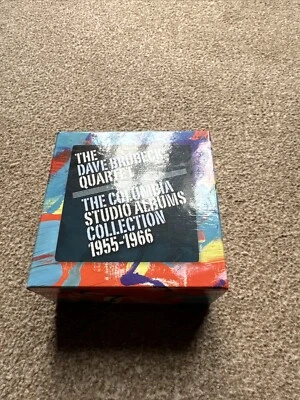 THE
DAVE BRUBECK
QUARTET
THE COLUMBIA
STUDIO ALBUMS
COLLECTION
1955-1966